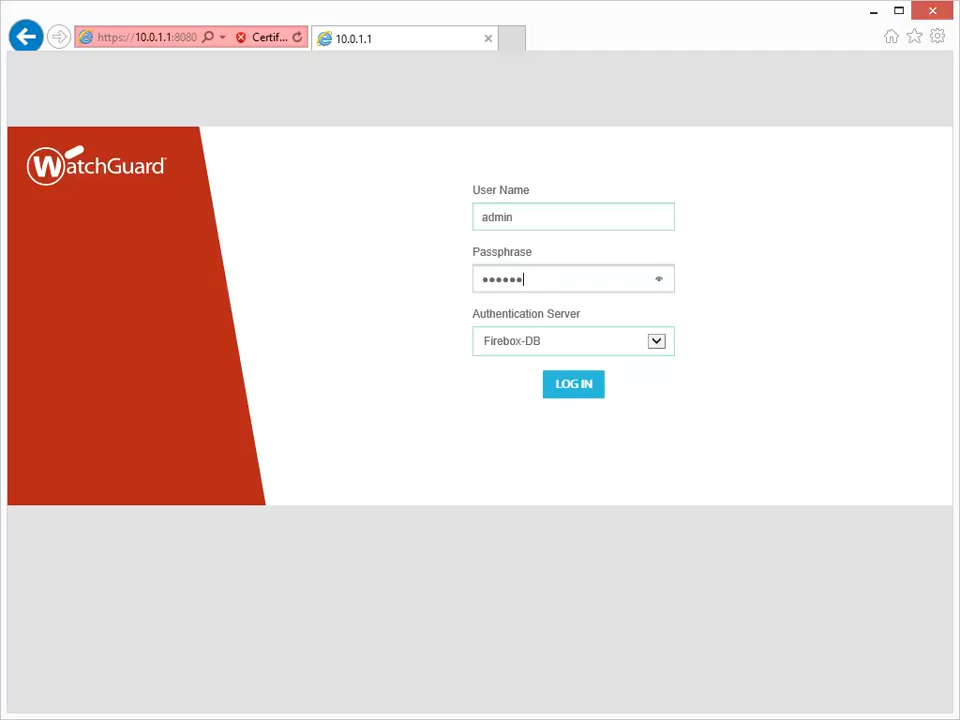 https://10.0.1.1:8080 Certif... 10.0.1.1
WatchGuard
User Name
admin
Passphrase
••••••
Authentication Server
Firebox-DB
LOG IN